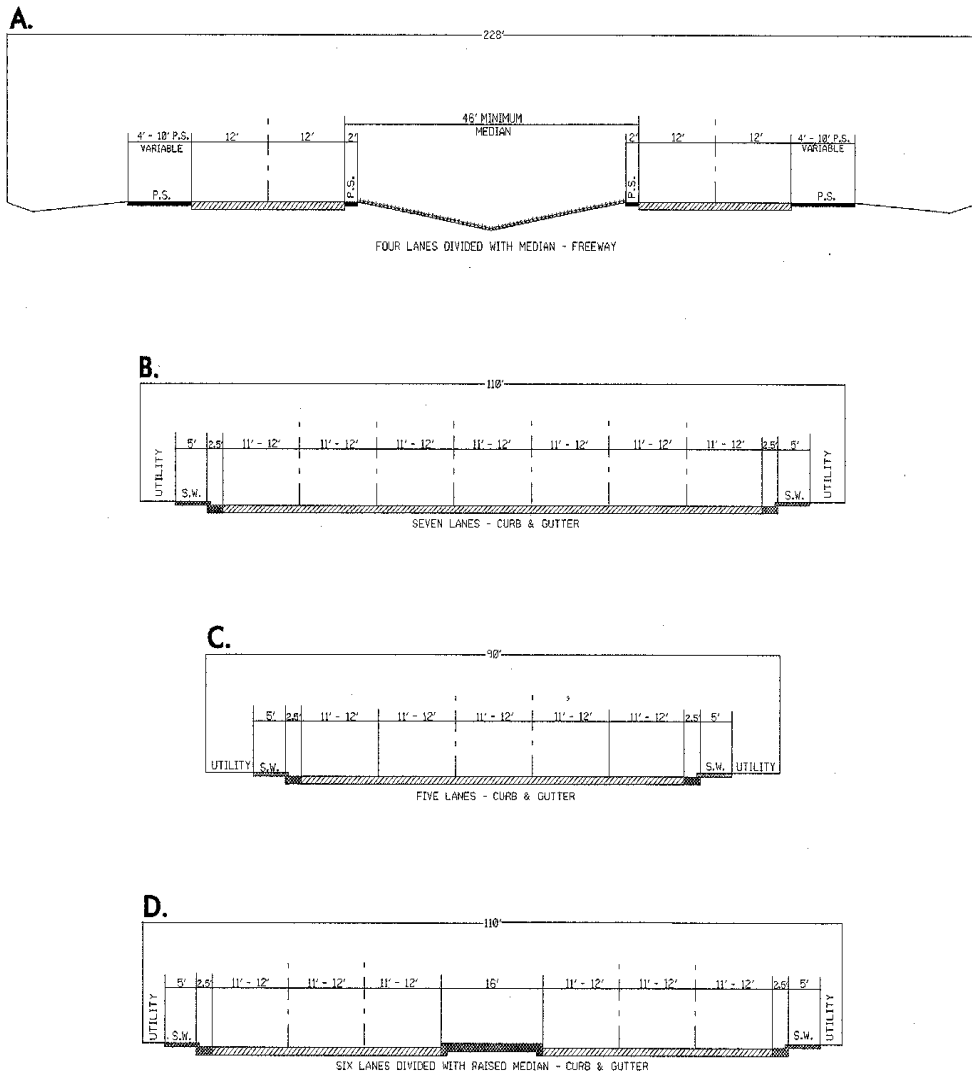 A.
228'
46' MINIMUM
MEDIAN
4' - 10' P.S. 12' 12' 2' 2' 12' 12' 4' - 10' P.S.
VARIABLE VARIABLE
P.S. P.S. P.S. P.S.
FOUR LANES DIVIDED WITH MEDIAN - FREEWAY
B.
110'
5' 2.5' 11' - 12' 11' - 12' 11' - 12' 11' - 12' 11' - 12' 11' - 12' 11' - 12' 2.5' 5'
UTILITY S.W. S.W. UTILITY
SEVEN LANES - CURB & GUTTER
C.
90'
5' 2.5' 11' - 12' 11' - 12' 11' - 12' 11' - 12' 11' - 12' 2.5' 5'
UTILITY S.W. S.W. UTILITY
FIVE LANES - CURB & GUTTER
D.
110'
5' 2.5' 11' - 12' 11' - 12' 11' - 12' 16' 11' - 12' 11' - 12' 11' - 12' 2.5' 5'
UTILITY S.W. S.W. UTILITY
SIX LANES DIVIDED WITH RAISED MEDIAN - CURB & GUTTER